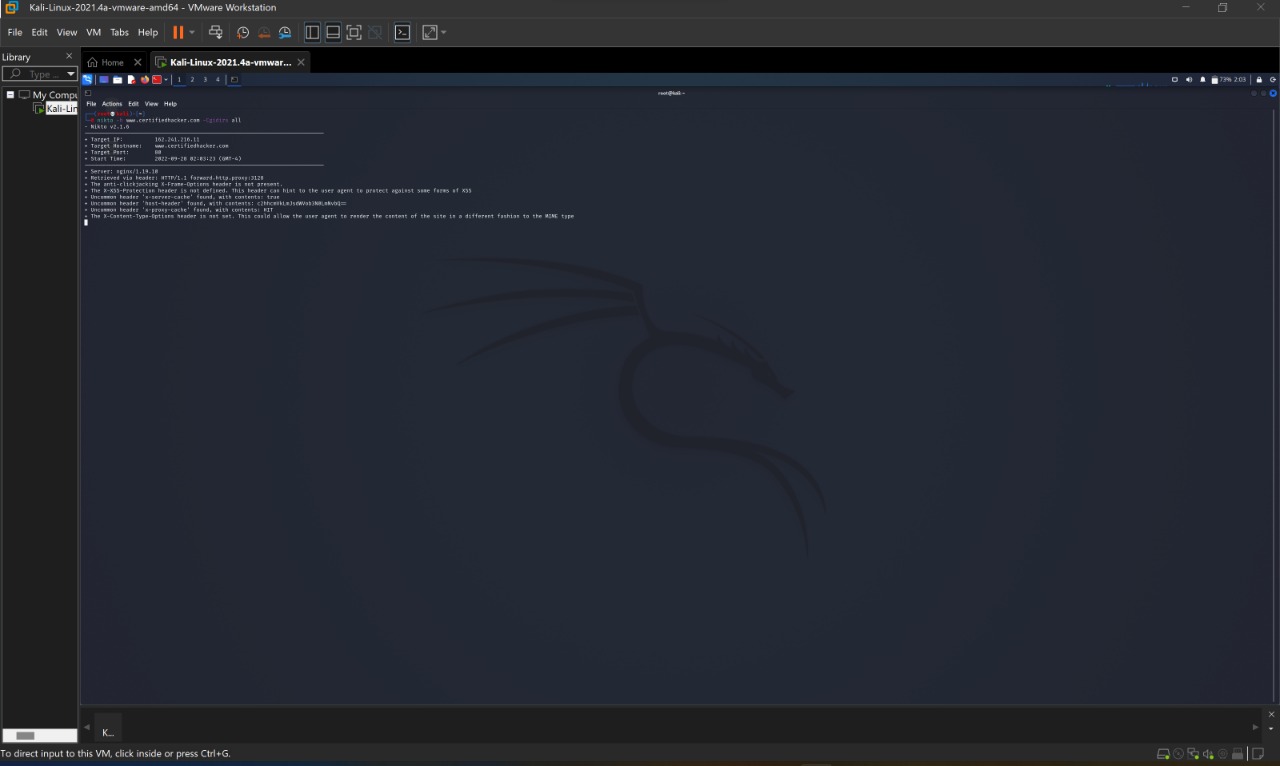 Kali-Linux-2021.4a-vmware-amd64 - VMware Workstation
File Edit View VM Tabs Help
Library
Home
Kali-Linux-2021.4a-vmwar...
Type ...
1 2 3 4
73% 2:03
My Compu
Kali-Lin
root@kali: ~
File Actions Edit View Help
(root@kali)-[~]
# nikto -h www.certifiedhacker.com -Cgidirs all
- Nikto v2.1.6
+ Target IP: 162.241.216.11
+ Target Hostname: www.certifiedhacker.com
+ Target Port: 80
+ Start Time: 2022-09-20 02:03:23 (GMT-4)
+ Server: nginx/1.19.10
+ Retrieved via header: HTTP/1.1 forward.http.proxy:3128
+ The anti-clickjacking X-Frame-Options header is not present.
+ The X-XSS-Protection header is not defined. This header can hint to the user agent to protect against some forms of XSS
+ Uncommon header 'x-server-cache' found, with contents: true
+ Uncommon header 'host-header' found, with contents:
+ Uncommon header 'x-proxy-cache' found, with contents: HIT
+ The X-Content-Type-Options header is not set. This could allow the user agent to render the content of the site in a different fashion to the MIME type
K...
To direct input to this VM, click inside or press Ctrl+G.